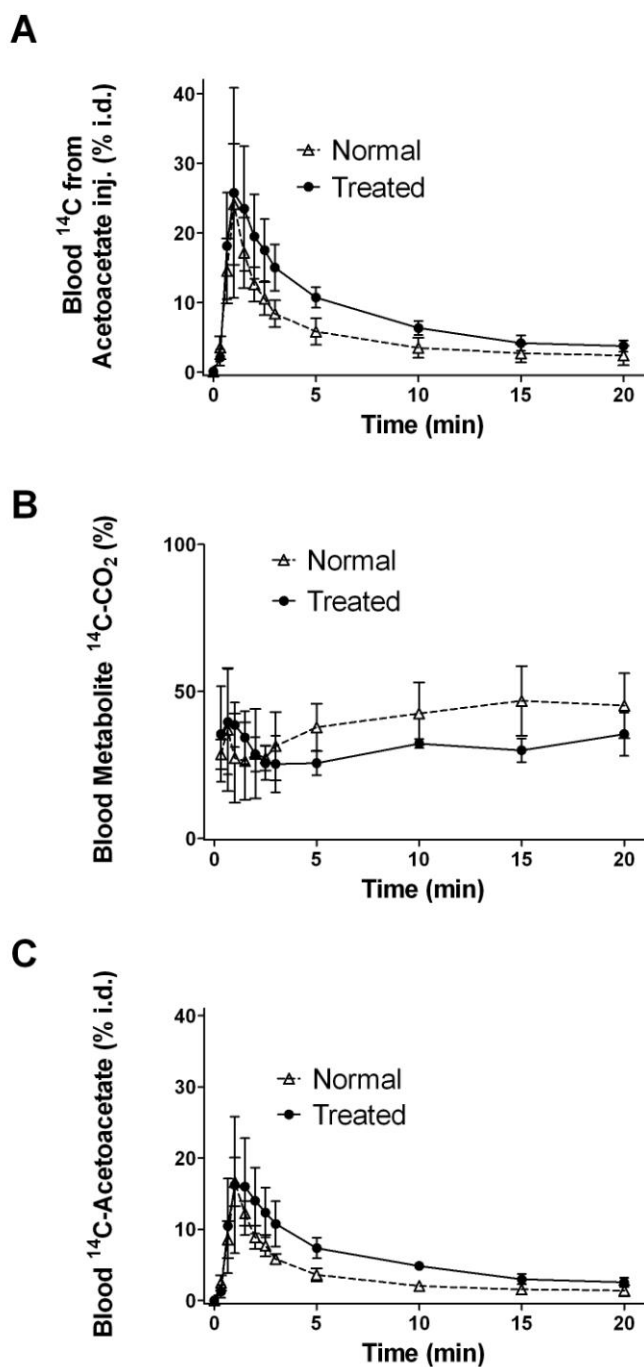 A
Blood ¹⁴C from
Acetoacetate inj. (% i.d.)
40
30
20
10
0
Normal
Treated
5
10
15
20
Time (min)
B
Blood Metabolite ¹⁴C-CO₂ (%)
100
50
0
Normal
Treated
0
5
10
15
20
Time (min)
C
Blood ¹⁴C-Acetoacetate (% i.d.)
40
30
20
10
0
Normal
Treated
0
5
10
15
20
Time (min)